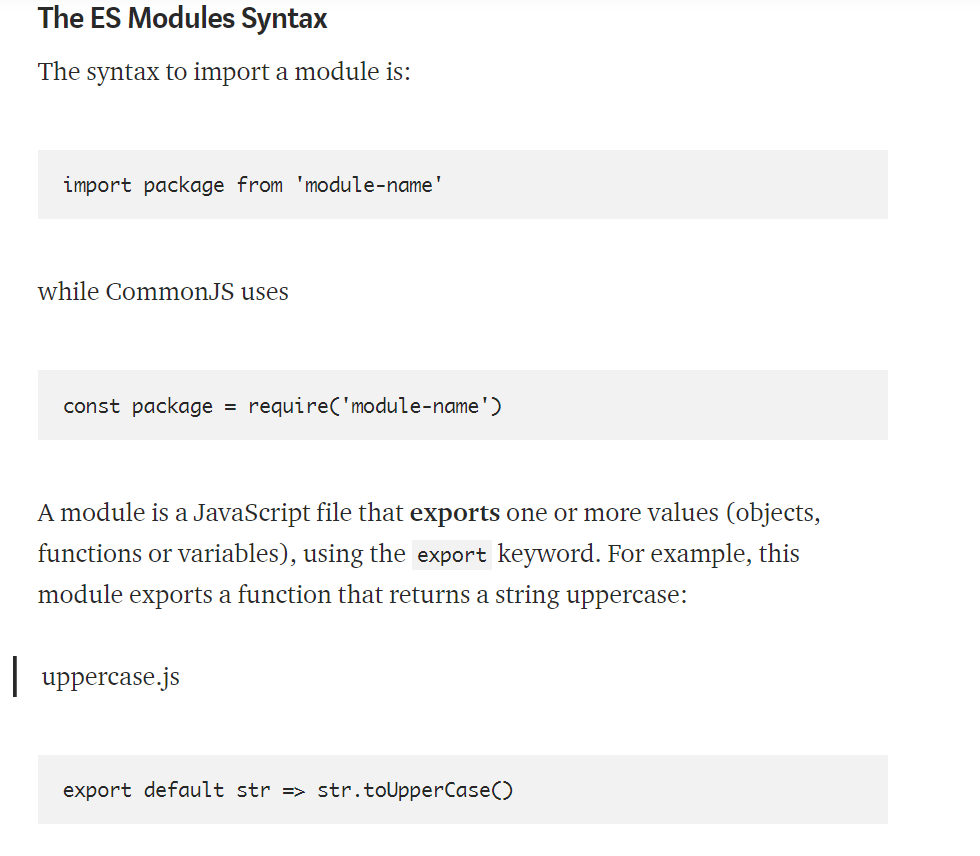 The ES Modules Syntax
The syntax to import a module is:
import package from 'module-name'
while CommonJS uses
const package = require('module-name')
A module is a JavaScript file that exports one or more values (objects,
functions or variables), using the export keyword. For example, this
module exports a function that returns a string uppercase:
uppercase.js
export default str => str.toUpperCase()